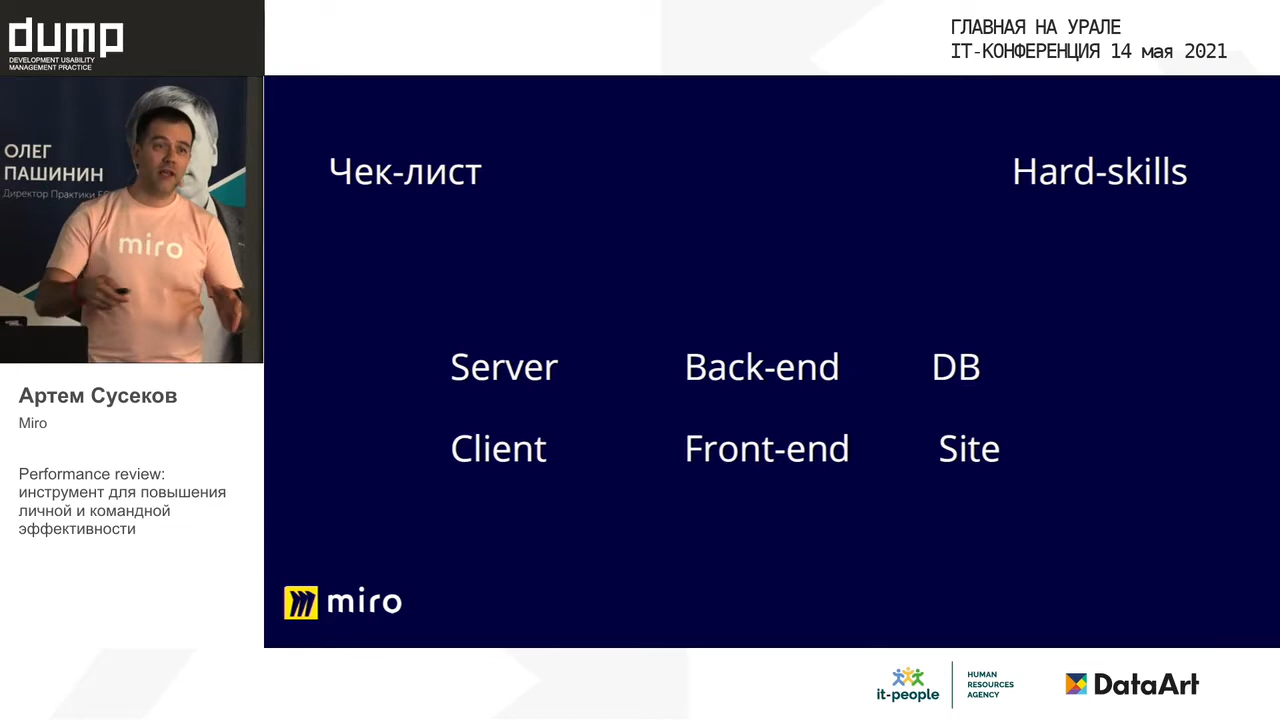 dump
DEVELOPMENT USABILITY
MANAGEMENT PRACTICE
ГЛАВНАЯ НА УРАЛЕ
IT-КОНФЕРЕНЦИЯ 14 мая 2021
ОЛЕГ
ПАШИНИН
Директор Практики
miro
Чек-лист
Hard-skills
Server Back-end DB
Client Front-end Site
miro
Артем Сусеков
Miro
Performance review:
инструмент для повышения
личной и командной
эффективности
it-people
HUMAN
RESOURCES
AGENCY
DataArt